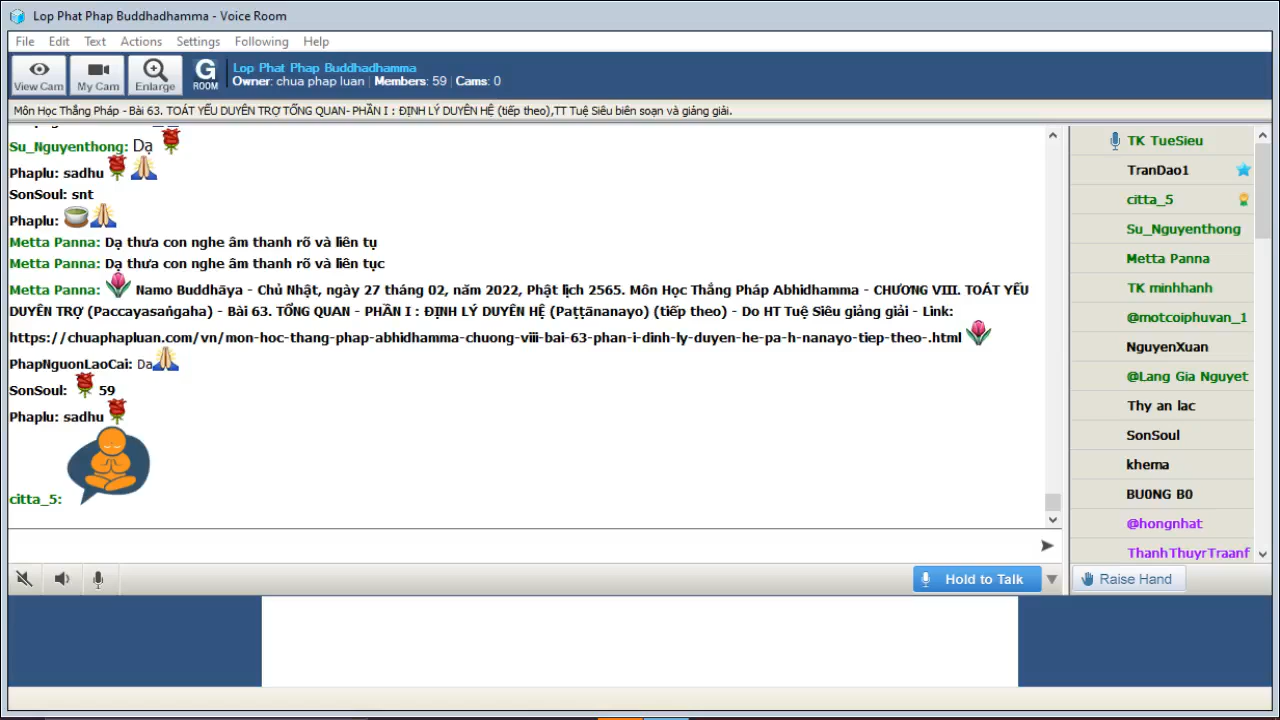 Lop Phat Phap Buddhadhamma - Voice Room
File Edit Text Actions Settings Following Help
View Cam My Cam Enlarge G ROOM
Lop Phat Phap Buddhadhamma
Owner: chua phap luan | Members: 59 | Cams: 0
Môn Học Thắng Pháp - Bài 63. TOÁT YẾU DUYÊN TRỢ TỔNG QUAN- PHẦN I : ĐỊNH LÝ DUYÊN HỆ (tiếp theo),TT Tuệ Siêu biên soạn và giảng giải.
Su_Nguyenthong: Dạ
Phaplu: sadhu
SonSoul: snt
Phaplu:
Metta Panna: Dạ thưa con nghe âm thanh rõ và liên tụ
Metta Panna: Dạ thưa con nghe âm thanh rõ và liên tục
Metta Panna: Namo Buddhāya - Chủ Nhật, ngày 27 tháng 02, năm 2022, Phật lịch 2565. Môn Học Thắng Pháp Abhidhamma - CHƯƠNG VIII. TOÁT YẾU
DUYÊN TRỢ (Paccayasaṅgaha) - Bài 63. TỔNG QUAN - PHẦN I : ĐỊNH LÝ DUYÊN HỆ (Paṭṭānanayo) (tiếp theo) - Do HT Tuệ Siêu giảng giải - Link:
https://chuaphapluan.com/vn/mon-hoc-thang-phap-abhidhamma-chuong-viii-bai-63-phan-i-dinh-ly-duyen-he-pa-h-nanayo-tiep-theo-.html
PhapNguonLaoCai: Da
SonSoul: 59
Phaplu: sadhu
citta_5:
TK TueSieu
TranDao1
citta_5
Su_Nguyenthong
Metta Panna
TK minhhanh
@motcoiphuvan_1
NguyenXuan
@Lang Gia Nguyet
Thy an lac
SonSoul
khema
BU0NG B0
@hongnhat
ThanhThuyrTraanf
Hold to Talk
Raise Hand